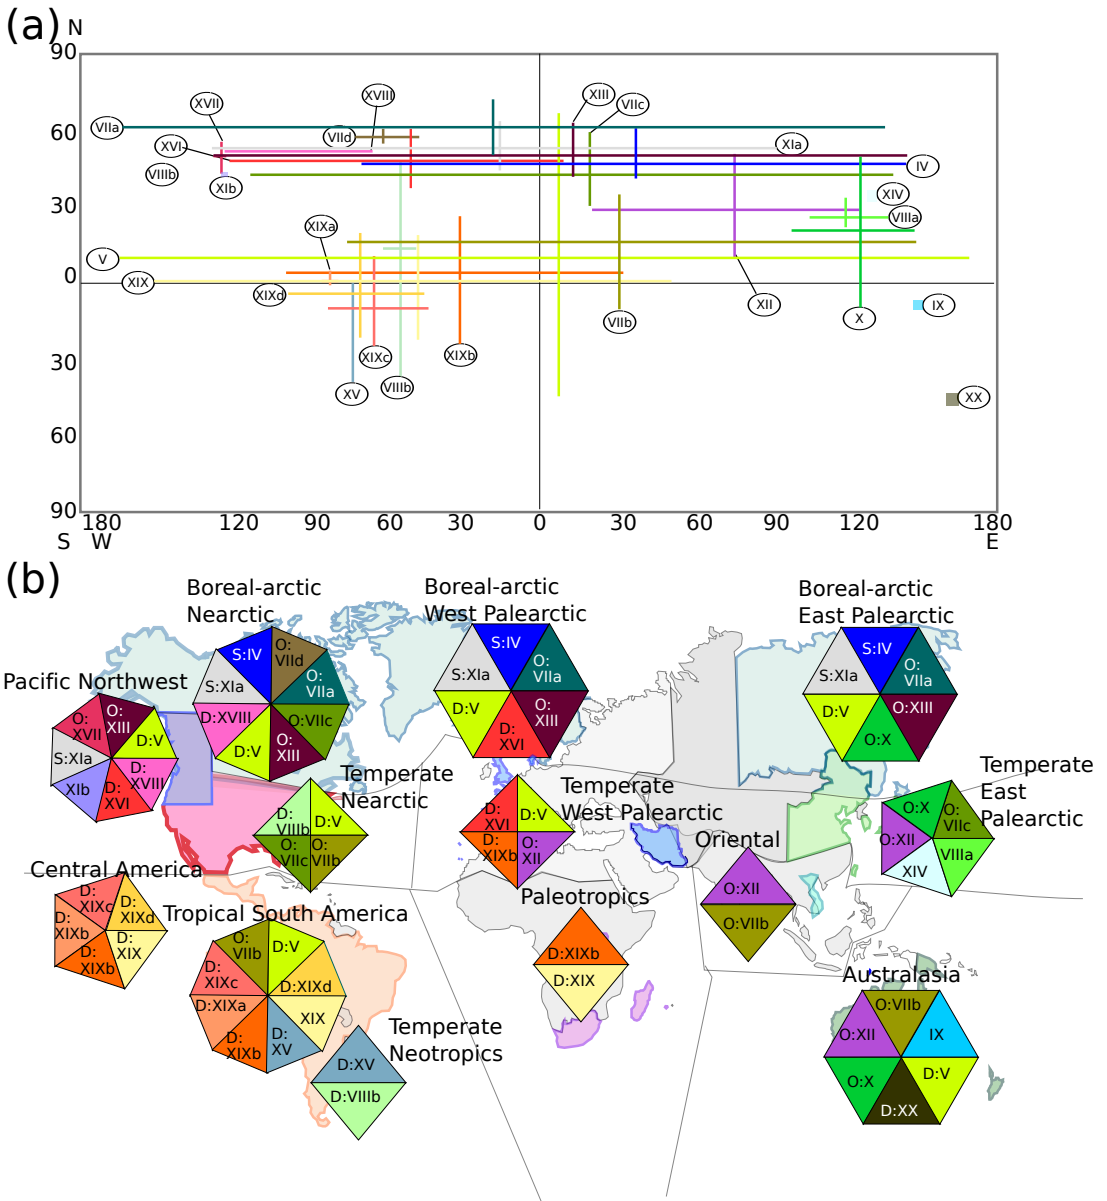 (a) N
90
60
30
0
30
60
90
180
120
90
60
30
0
30
60
90
120
180
S
W
E
XVII
XVIII
XIII
VIIc
VIIa
VIId
XVI
XIa
IV
VIIIb
XIb
XIV
VIIIa
XIXa
V
XIX
XIXd
XII
IX
X
VIIb
XIXc
XIXb
XV
VIIIb
XX
(b)
Boreal-arctic
Nearctic
S:IV
O:
VIId
O:
VIIa
S:XIa
D:XVIII
O:VIIc
D:V
O:
XIII
Boreal-arctic
West Palearctic
S:IV
S:XIa
O:
VIIa
D:V
O:
XIII
D:
XVI
Boreal-arctic
East Palearctic
S:IV
S:XIa
O:
VIIa
D:V
O:XIII
O:X
Pacific Northwest
O:
XVII
O:
XIII
D:V
S:XIa
D:
XVIII
XIb
D:
XVI
Temperate
Nearctic
D:
VIIIb
D:V
O:
VIIc
O:
VIIb
Temperate
West Palearctic
D:
XVI
D:V
D:
XIXb
O:
XII
Temperate
East
Palearctic
O:X
O:
VIIc
O:XII
VIIIa
XIV
Oriental
O:XII
O:VIIb
Central America
D:
XIXc
D:
XIXd
D:
XIXb
D:
XIX
D:
XIXb
Tropical South America
O:
VIIb
D:V
D:
XIXc
D:XIXd
D:XIXa
XIX
D:
XIXb
D:
XV
Paleotropics
D:XIXb
D:XIX
Temperate
Neotropics
D:XV
D:VIIIb
Australasia
O:VIIb
O:XII
IX
O:X
D:V
D:XX